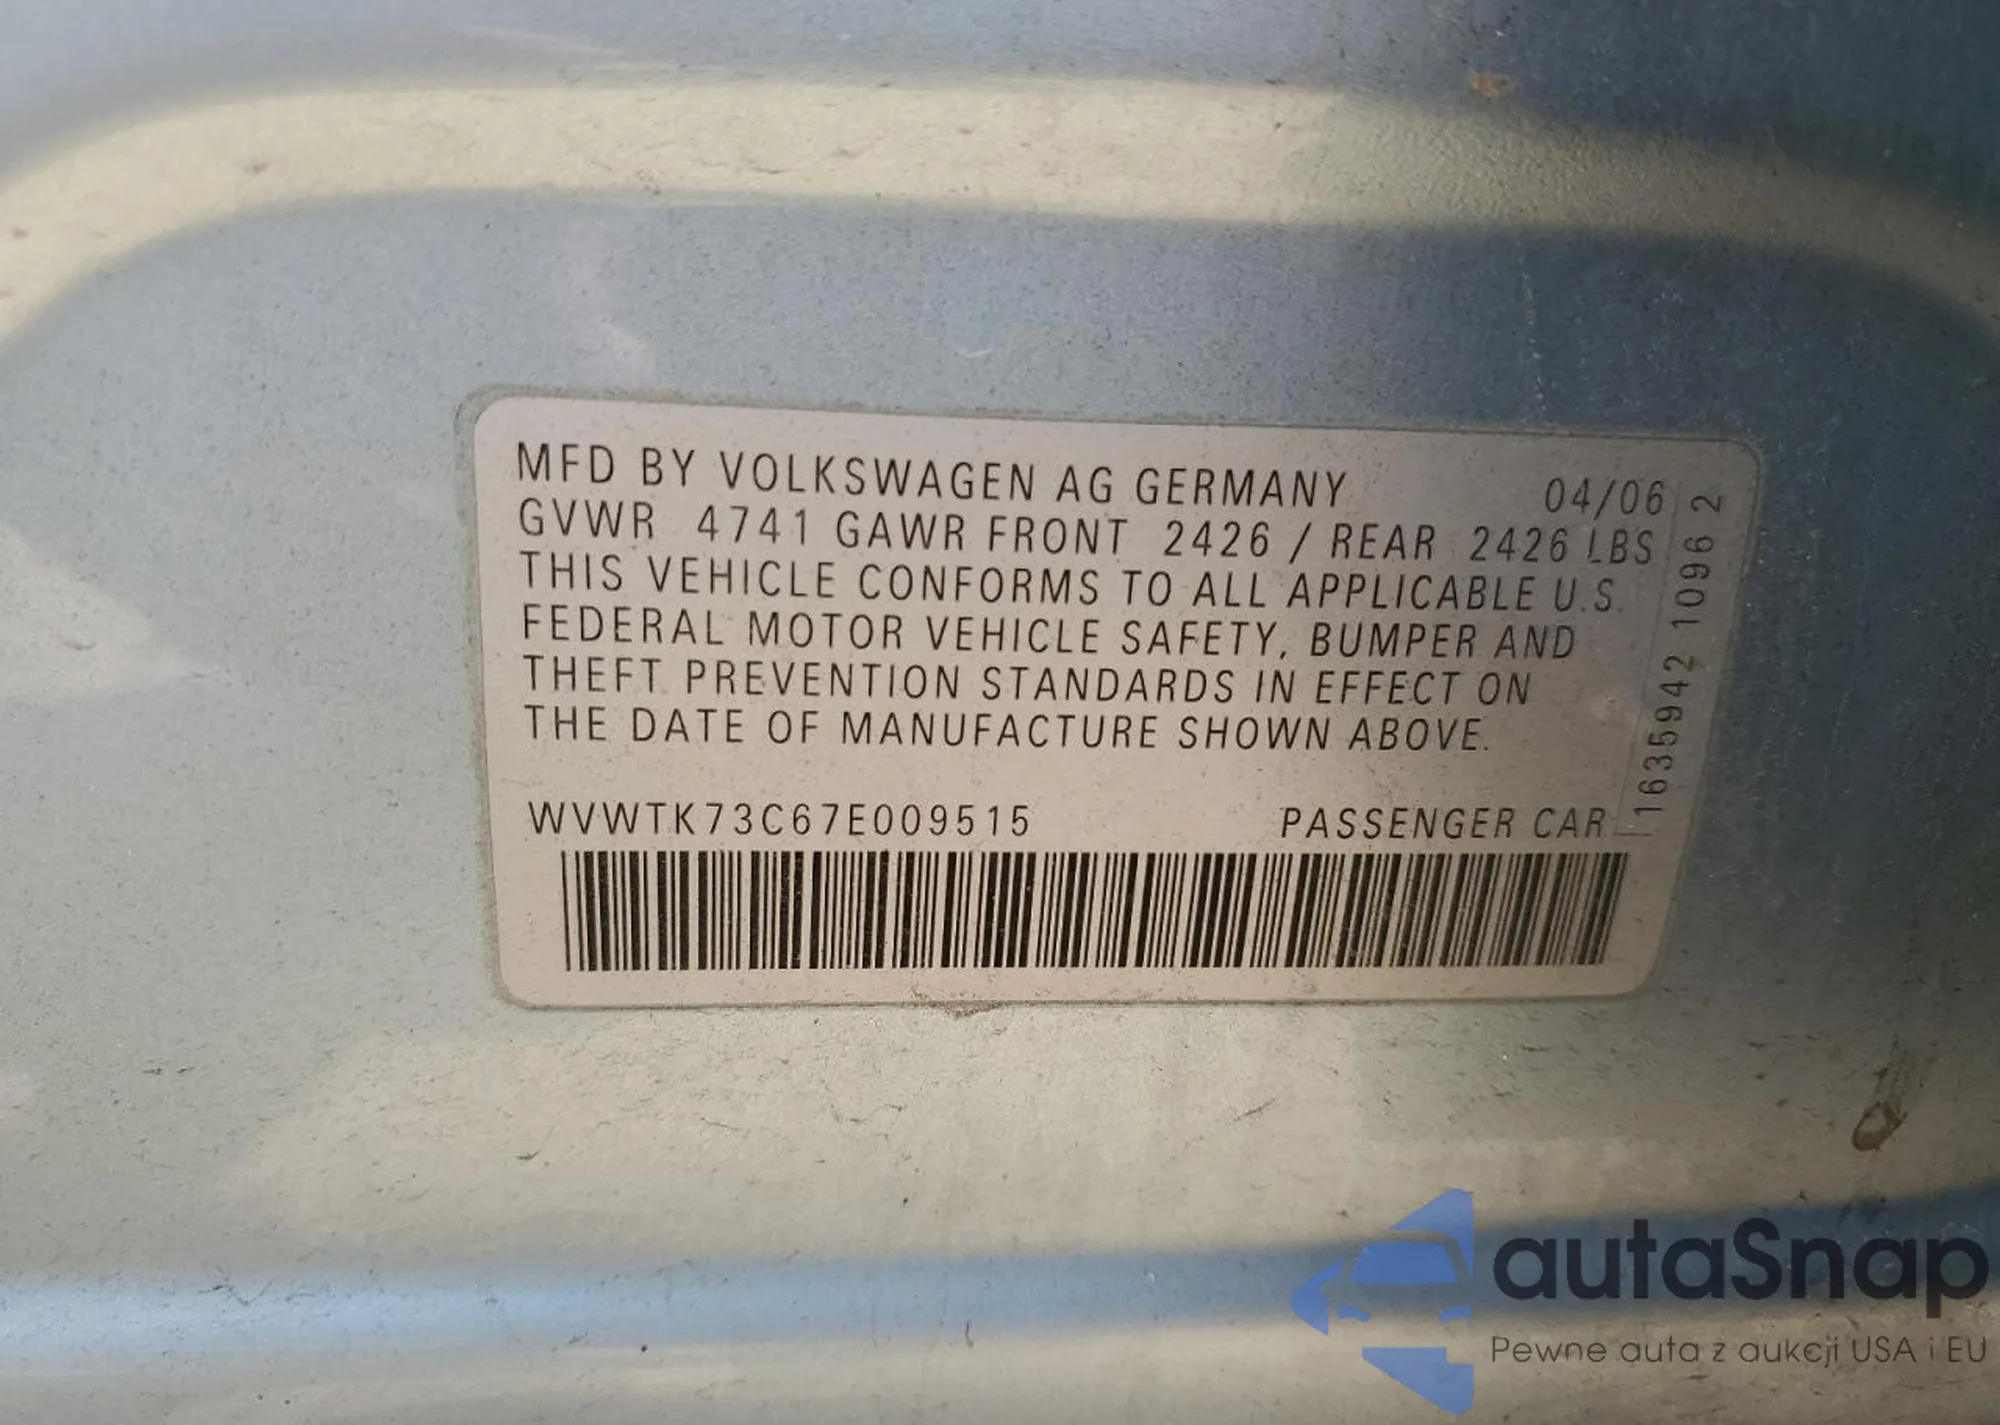 MFD BY VOLKSWAGEN AG GERMANY 04/06
GVWR 4741 GAWR FRONT 2426 / REAR 2426 LBS
THIS VEHICLE CONFORMS TO ALL APPLICABLE U.S.
FEDERAL MOTOR VEHICLE SAFETY, BUMPER AND
THEFT PREVENTION STANDARDS IN EFFECT ON
THE DATE OF MANUFACTURE SHOWN ABOVE.
WVWTK73C67E009515 PASSENGER CAR
1635942 1096 2
autaSnap
Pewne auta z aukcji USA i EU